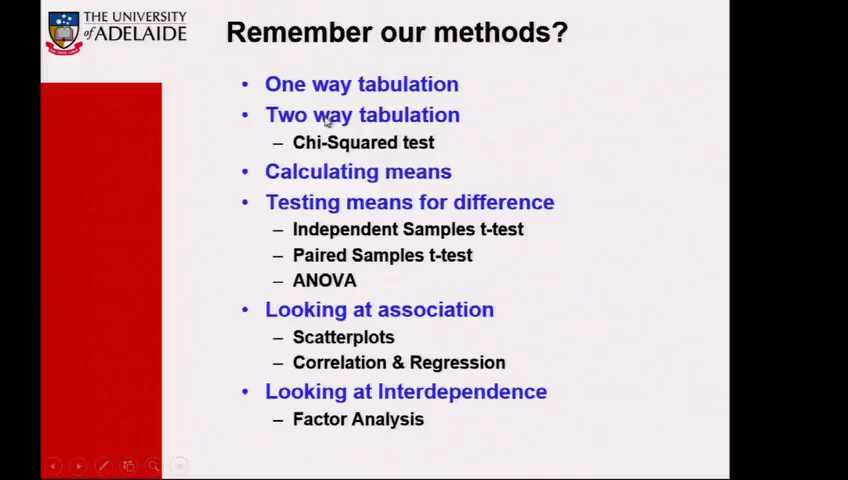 THE UNIVERSITY
of ADELAIDE
Remember our methods?
• One way tabulation
• Two way tabulation
– Chi-Squared test
• Calculating means
• Testing means for difference
– Independent Samples t-test
– Paired Samples t-test
– ANOVA
• Looking at association
– Scatterplots
– Correlation & Regression
• Looking at Interdependence
– Factor Analysis